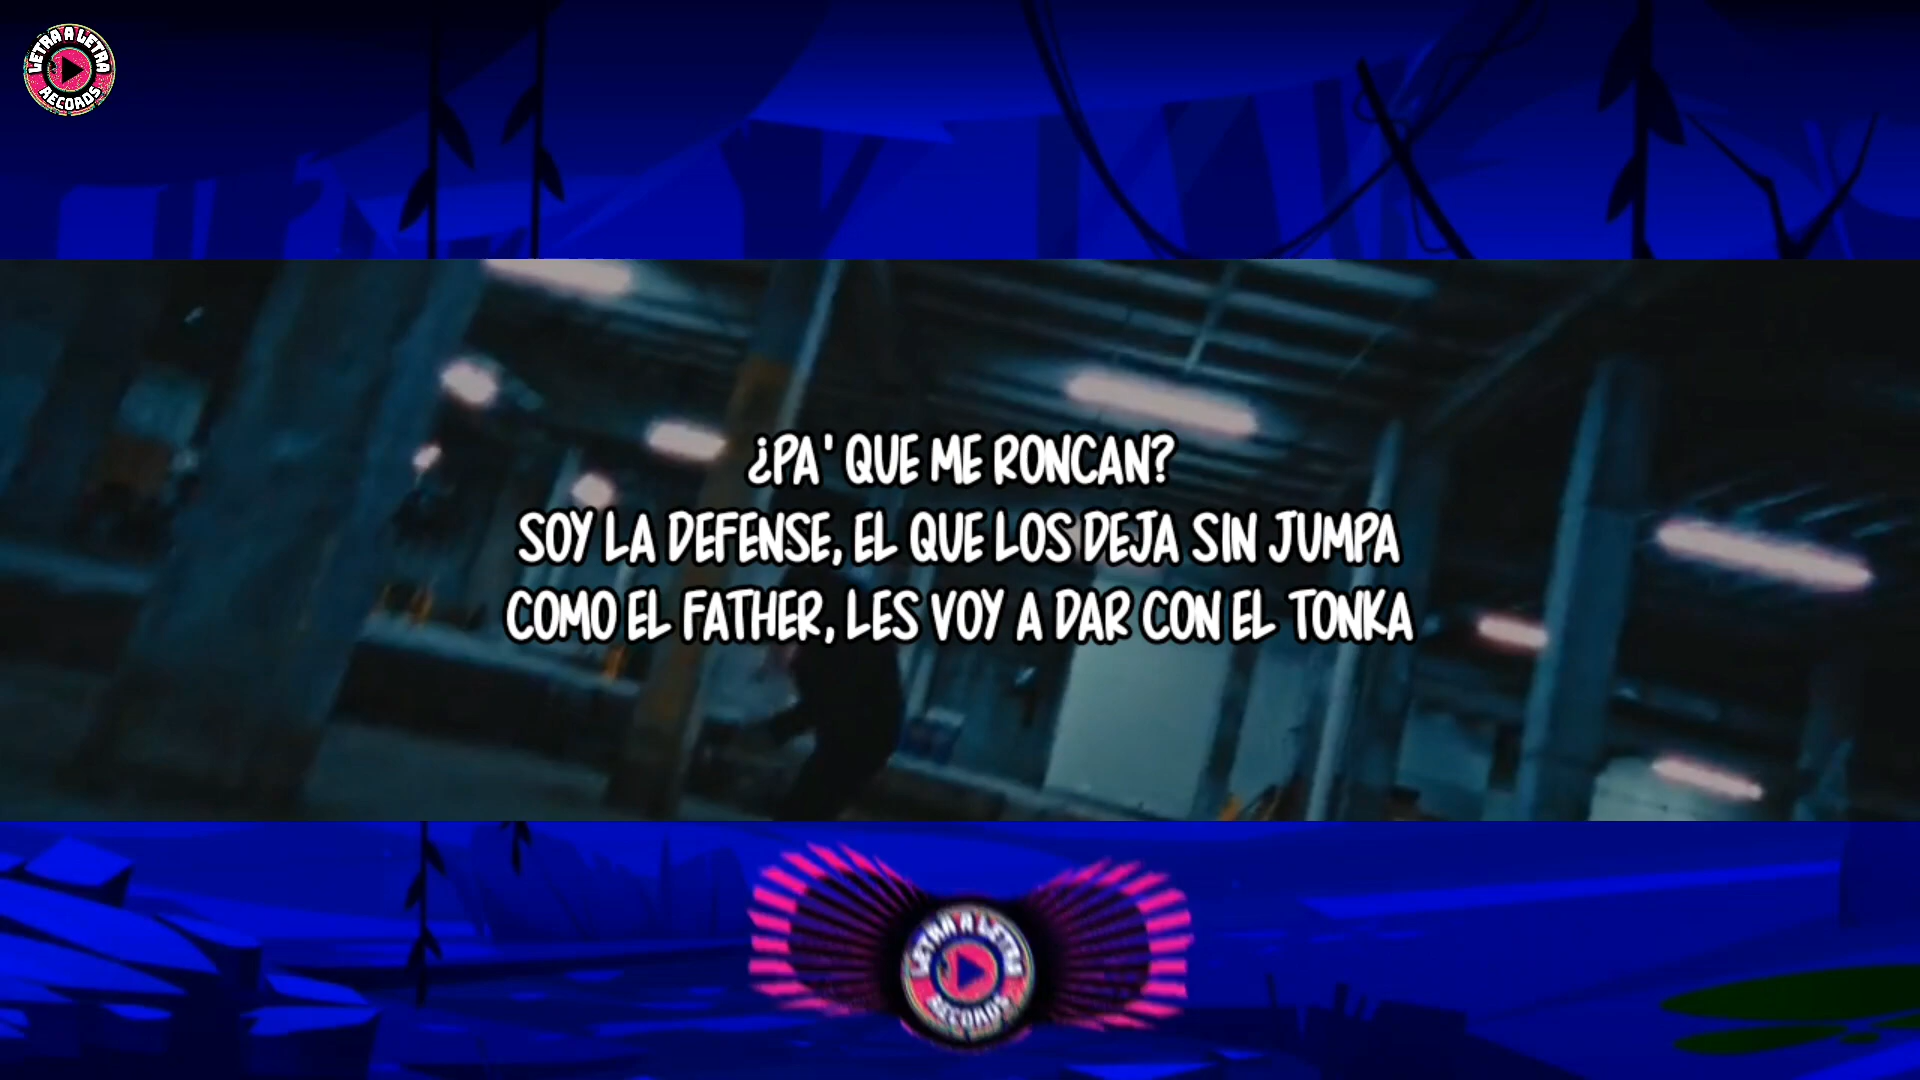 LETRA A LETRA
RECORDS
¿PA' QUE ME RONCAN?
SOY LA DEFENSE, EL QUE LOS DEJA SIN JUMPA
COMO EL FATHER, LES VOY A DAR CON EL TONKA
LETRA A LETRA
RECORDS